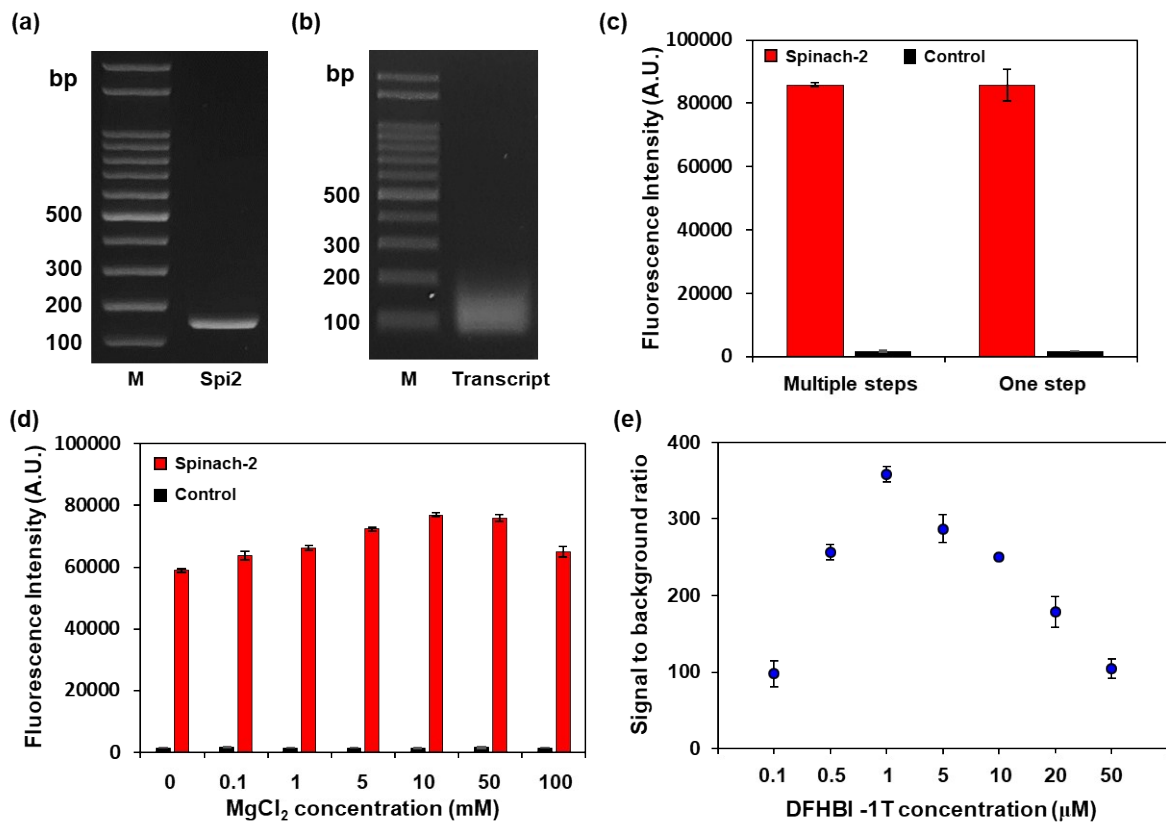 (a)
bp
500
300
200
100
M Spi2
(b)
bp
500
300
200
100
M Transcript
(c)
Fluorescence Intensity (A.U.)
100000
80000
60000
40000
20000
0
Spinach-2 Control
Multiple steps One step
(d)
Fluorescence Intensity (A.U.)
100000
80000
60000
40000
20000
0
Spinach-2
Control
0 0.1 1 5 10 50 100
MgCl₂ concentration (mM)
(e)
Signal to background ratio
400
300
200
100
0
0.1 0.5 1 5 10 20 50
DFHBI -1T concentration (μM)